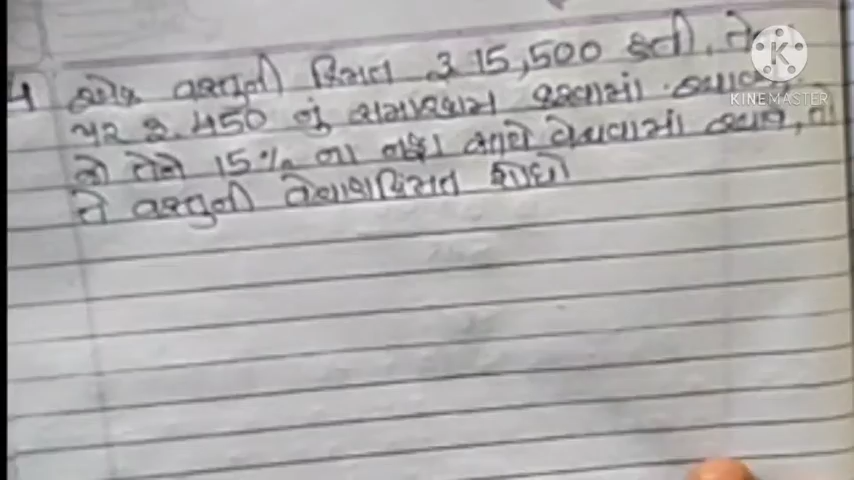 4 એક વસ્તુની કિંમત રૂ 15,500 હતી. તે
પર રૂ. 450 નું સમારકામ કરવામાં આવ્યું
જો તેને 15% ના નફા સાથે વેચવામાં આવે, તો
તે વસ્તુની વેચાણકિંમત શોધો
K
KINEMASTER